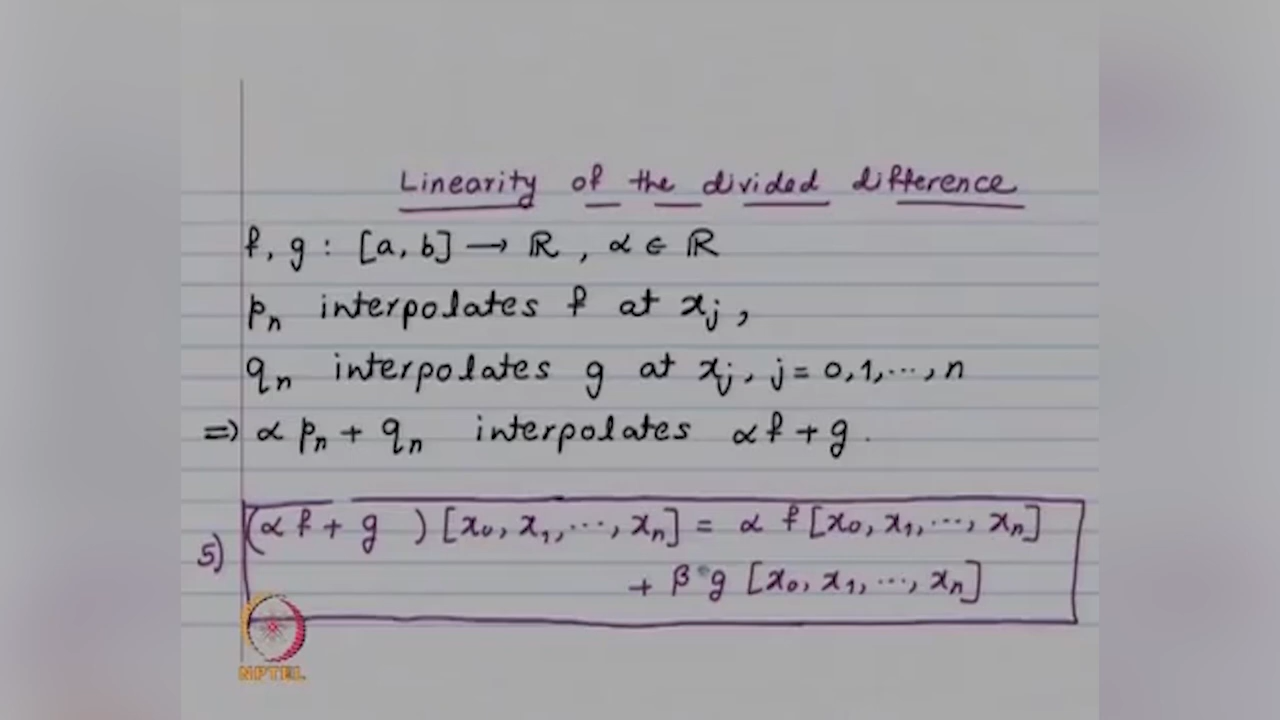 Linearity of the divided difference
f, g : [a, b] → ℝ , α ∈ ℝ
pₙ interpolates f at xⱼ ,
qₙ interpolates g at xⱼ, j = 0,1,⋯, n
⇒ α pₙ + qₙ interpolates αf + g .
5) (αf + g ) [x₀, x₁, ⋯, xₙ] = α f [x₀, x₁, ⋯, xₙ]
+ β g [x₀, x₁, ⋯, xₙ]
NPTEL